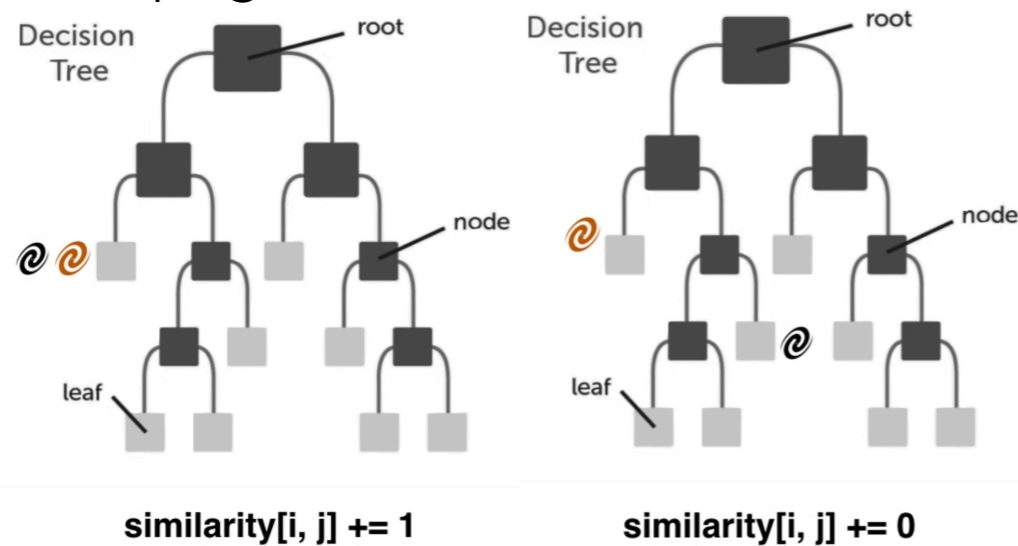 Decision
Tree
root
node
leaf
similarity[i, j] += 1
Decision
Tree
root
node
leaf
similarity[i, j] += 0